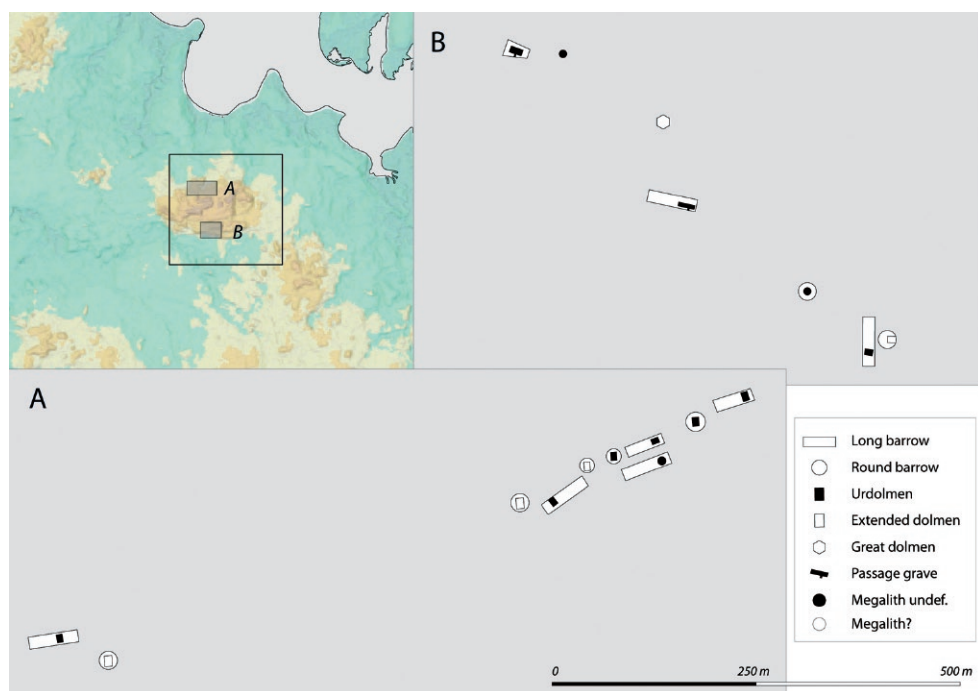 A
B
B
A
Long barrow
Round barrow
Urdolmen
Extended dolmen
Great dolmen
Passage grave
Megalith undef.
Megalith?
0
250 m
500 m